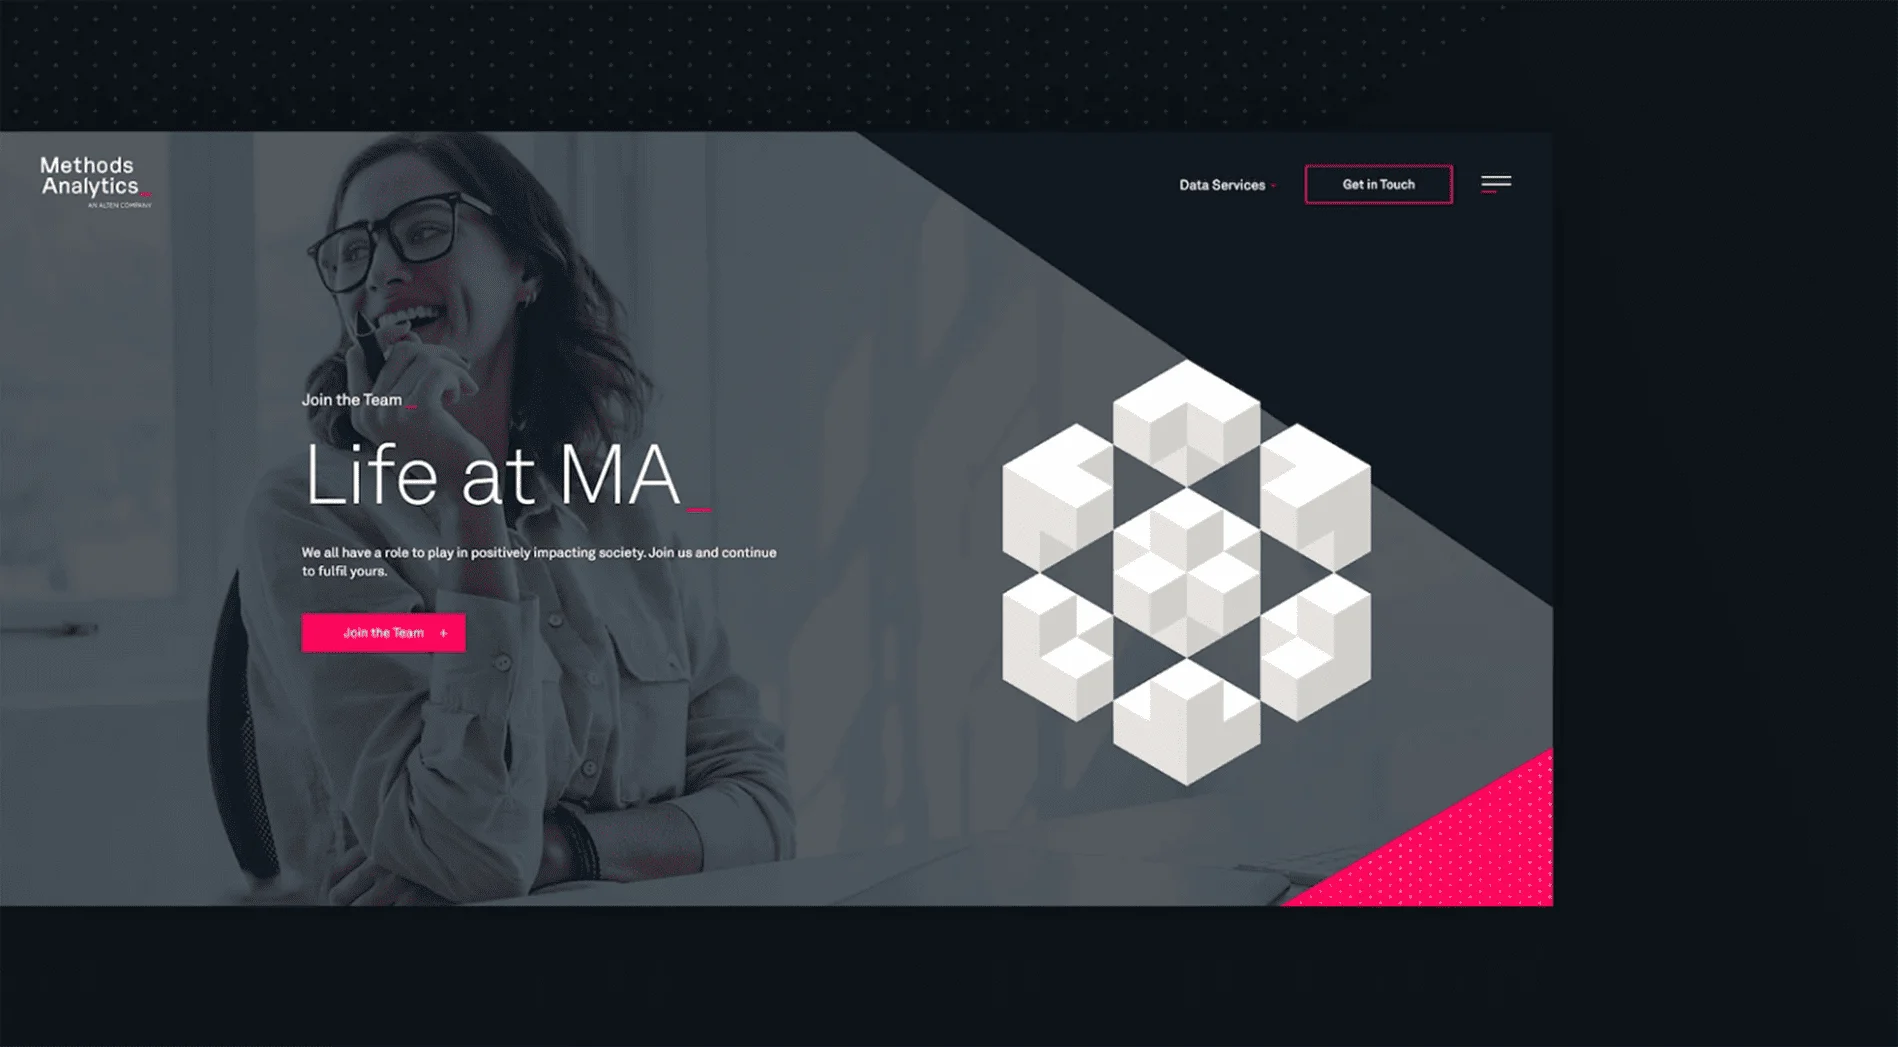 Methods
Analytics_
AN ALTEN COMPANY
Data Services
Get in Touch
Join the Team_
Life at MA_
We all have a role to play in positively impacting society. Join us and continue
to fulfil yours.
Join the Team +